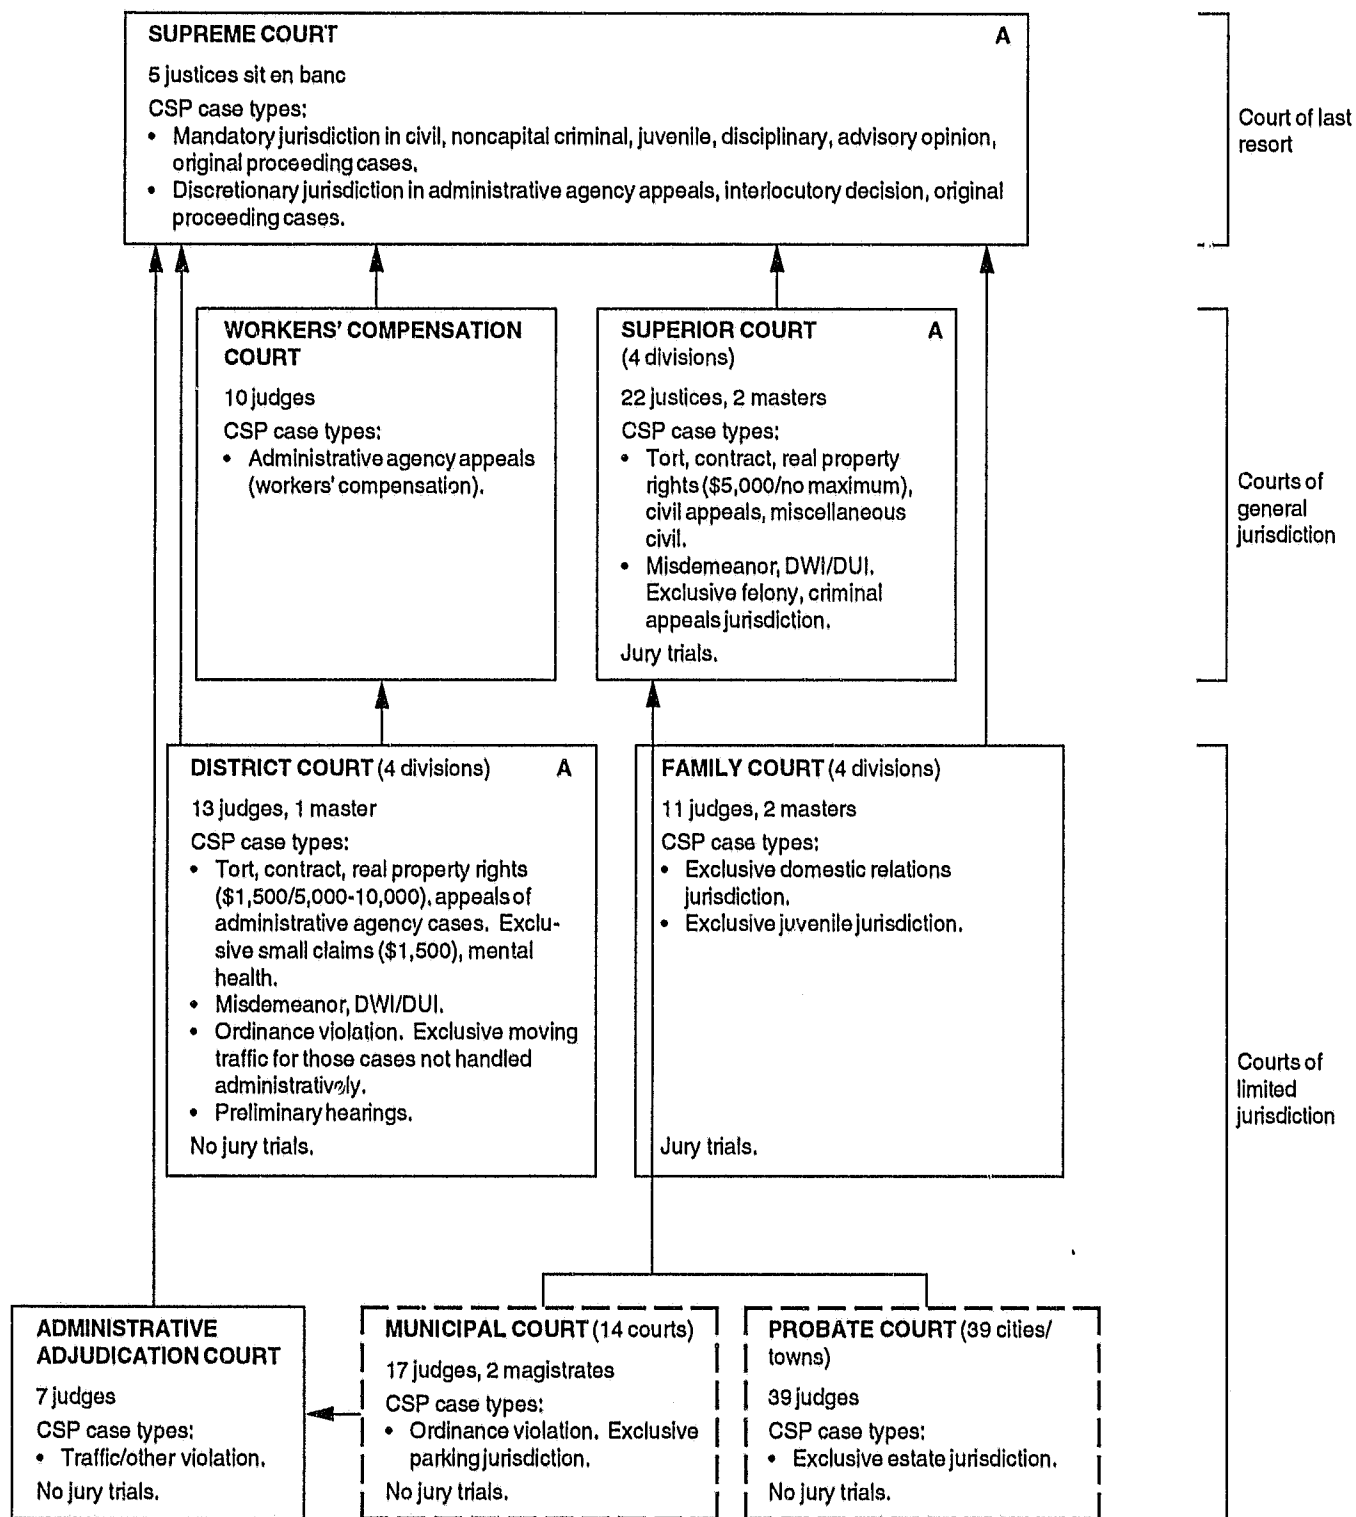 SUPREME COURT A
5 justices sit en banc
CSP case types:
• Mandatory jurisdiction in civil, noncapital criminal, juvenile, disciplinary, advisory opinion,
original proceeding cases.
• Discretionary jurisdiction in administrative agency appeals, interlocutory decision, original
proceeding cases.
Court of last
resort
WORKERS' COMPENSATION
COURT
10 judges
CSP case types:
• Administrative agency appeals
(workers' compensation).
SUPERIOR COURT A
(4 divisions)
22 justices, 2 masters
CSP case types:
• Tort, contract, real property
rights ($5,000/no maximum),
civil appeals, miscellaneous
civil.
• Misdemeanor, DWI/DUI.
Exclusive felony, criminal
appeals jurisdiction.
Jury trials.
Courts of
general
jurisdiction
DISTRICT COURT (4 divisions) A
13 judges, 1 master
CSP case types:
• Tort, contract, real property rights
($1,500/5,000-10,000), appeals of
administrative agency cases. Exclu-
sive small claims ($1,500), mental
health.
• Misdemeanor, DWI/DUI.
• Ordinance violation. Exclusive moving
traffic for those cases not handled
administratively.
• Preliminary hearings.
No jury trials.
FAMILY COURT (4 divisions)
11 judges, 2 masters
CSP case types:
• Exclusive domestic relations
jurisdiction.
• Exclusive juvenile jurisdiction.
Jury trials.
Courts of
limited
jurisdiction
ADMINISTRATIVE
ADJUDICATION COURT
7 judges
CSP case types:
• Traffic/other violation.
No jury trials.
MUNICIPAL COURT (14 courts)
17 judges, 2 magistrates
CSP case types:
• Ordinance violation. Exclusive
parking jurisdiction.
No jury trials.
PROBATE COURT (39 cities/
towns)
39 judges
CSP case types:
• Exclusive estate jurisdiction.
No jury trials.